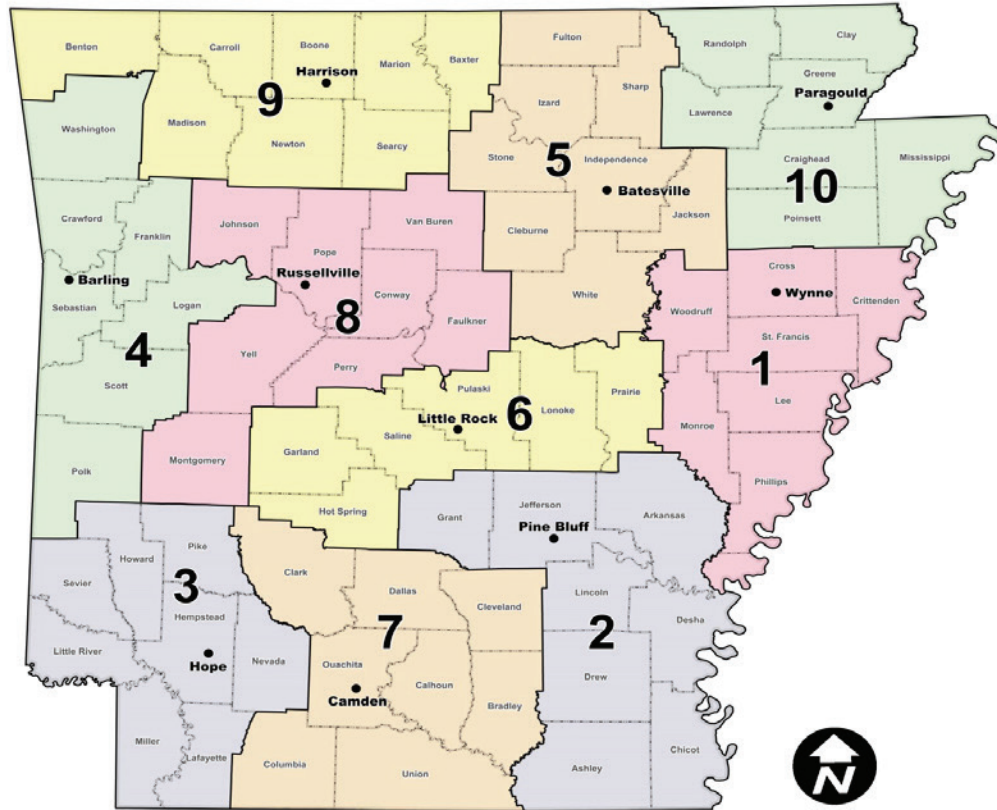 Benton
Carroll
Boone
Marion
Baxter
Harrison
9
Washington
Madison
Newton
Searcy
Fulton
Sharp
Izard
Stone
5
Independence
Batesville
Cleburne
Jackson
White
Randolph
Clay
Greene
Paragould
Lawrence
Craighead
Mississippi
10
Poinsett
Crawford
Franklin
Barling
Sebastian
Logan
4
Scott
Polk
Johnson
Pope
Van Buren
Russellville
Conway
8
Faulkner
Yell
Perry
Montgomery
Cross
Wynne
Crittenden
Woodruff
St. Francis
1
Lee
Monroe
Phillips
Pulaski
Prairie
Little Rock
6
Lonoke
Saline
Garland
Hot Spring
Grant
Jefferson
Arkansas
Pine Bluff
Lincoln
Desha
2
Drew
Chicot
Ashley
Pike
Howard
3
Sevier
Hempstead
Little River
Hope
Nevada
Miller
Lafayette
Clark
Dallas
Cleveland
7
Ouachita
Calhoun
Camden
Bradley
Columbia
Union
N